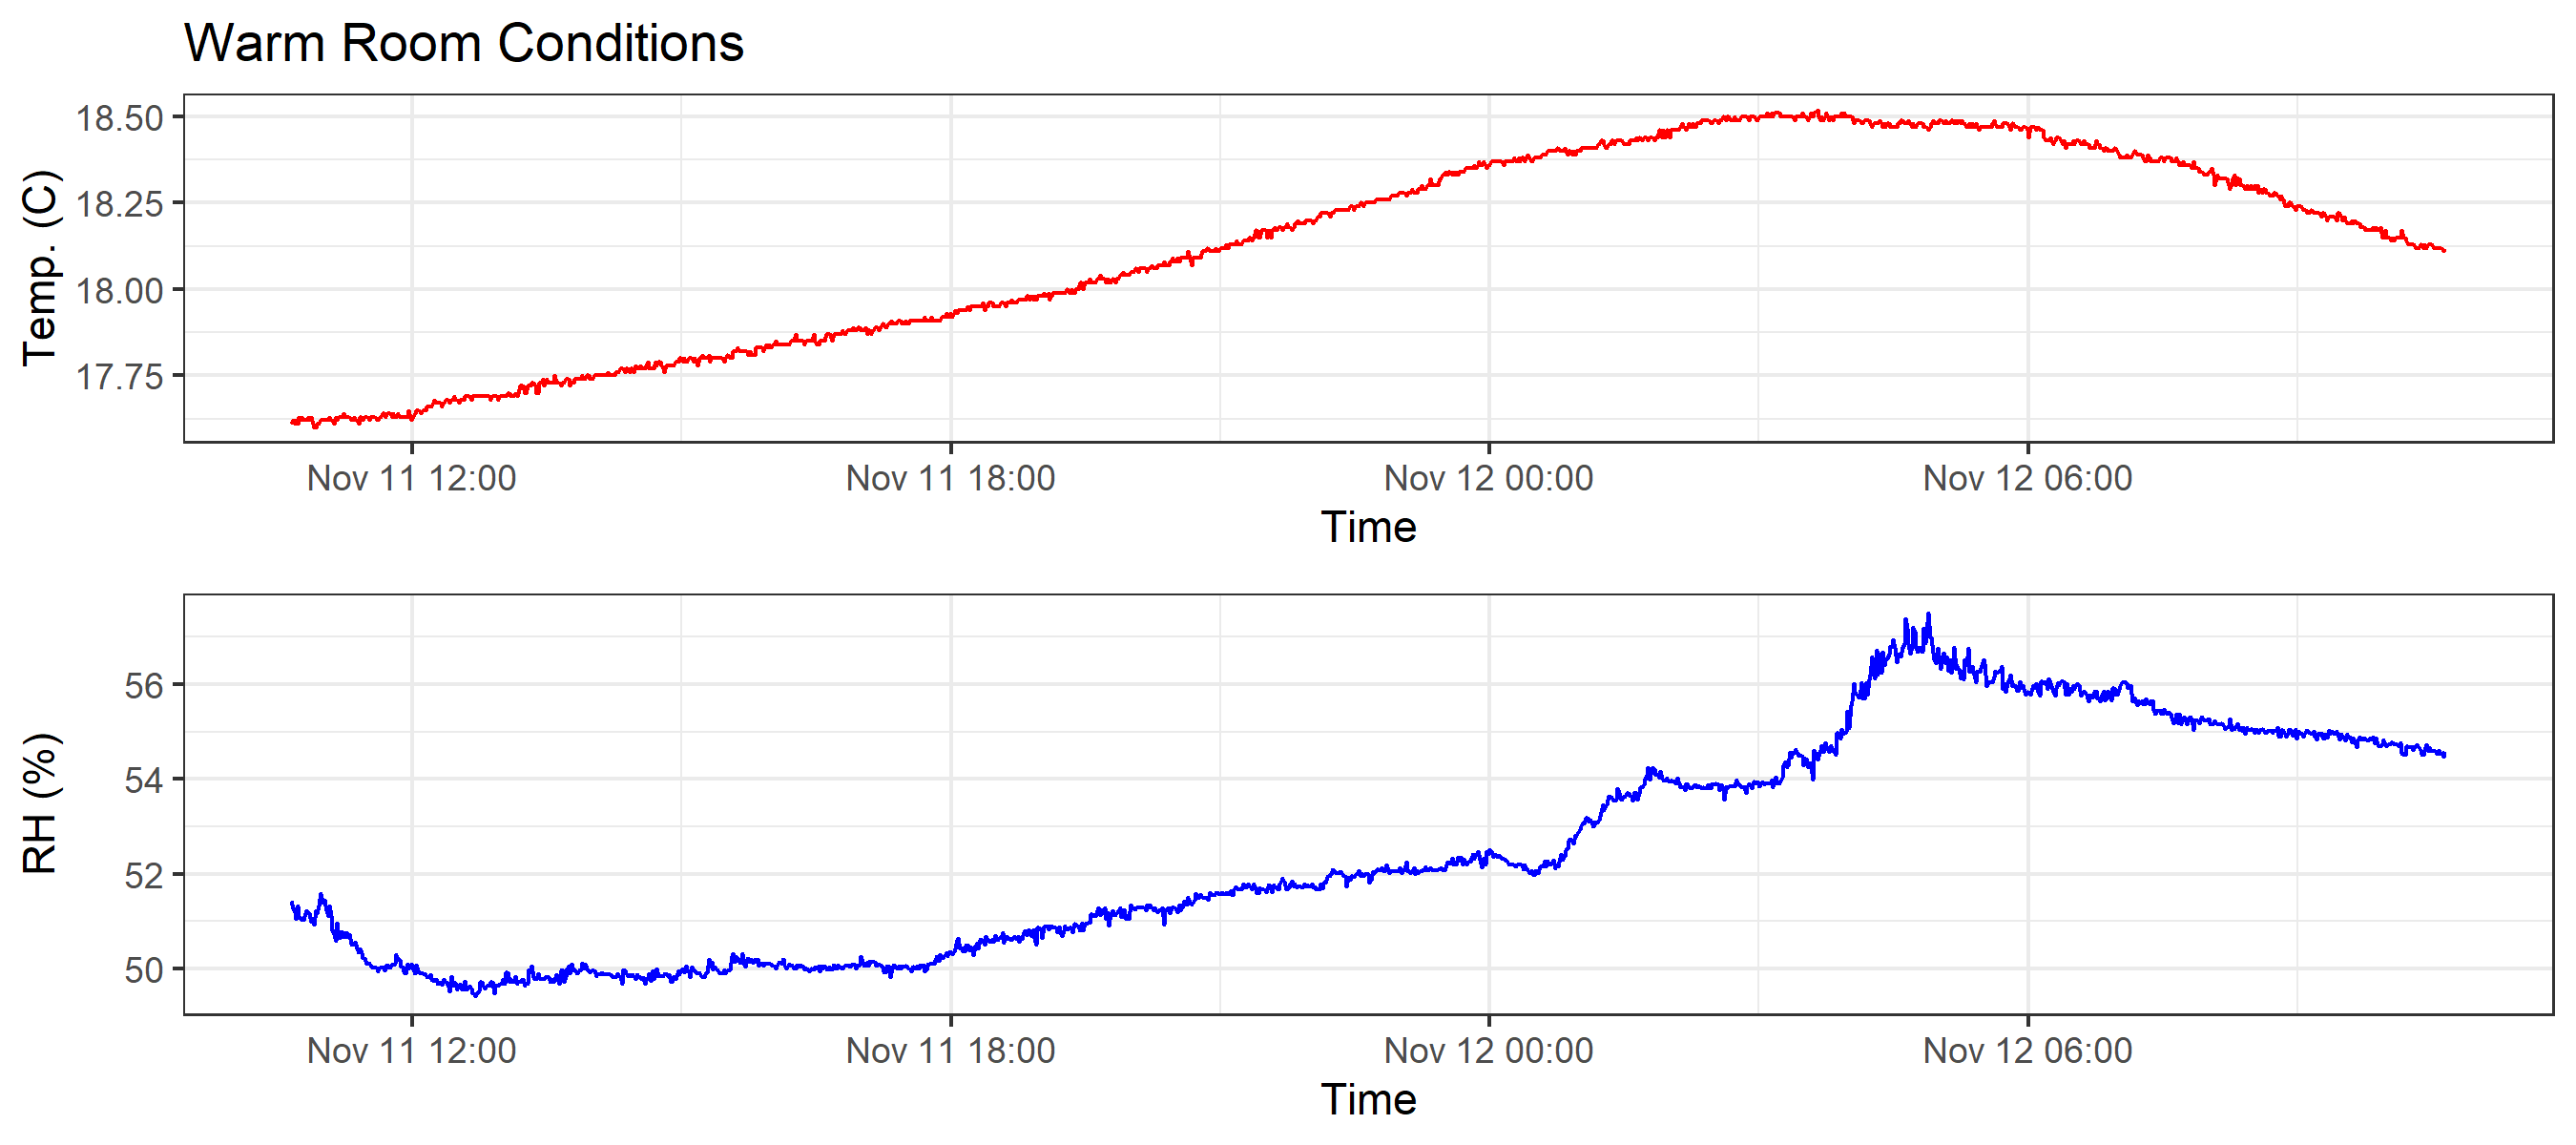 Warm Room Conditions
Temp. (C)
18.50
18.25
18.00
17.75
Nov 11 12:00 Nov 11 18:00 Nov 12 00:00 Nov 12 06:00
Time
RH (%)
56
54
52
50
Nov 11 12:00 Nov 11 18:00 Nov 12 00:00 Nov 12 06:00
Time